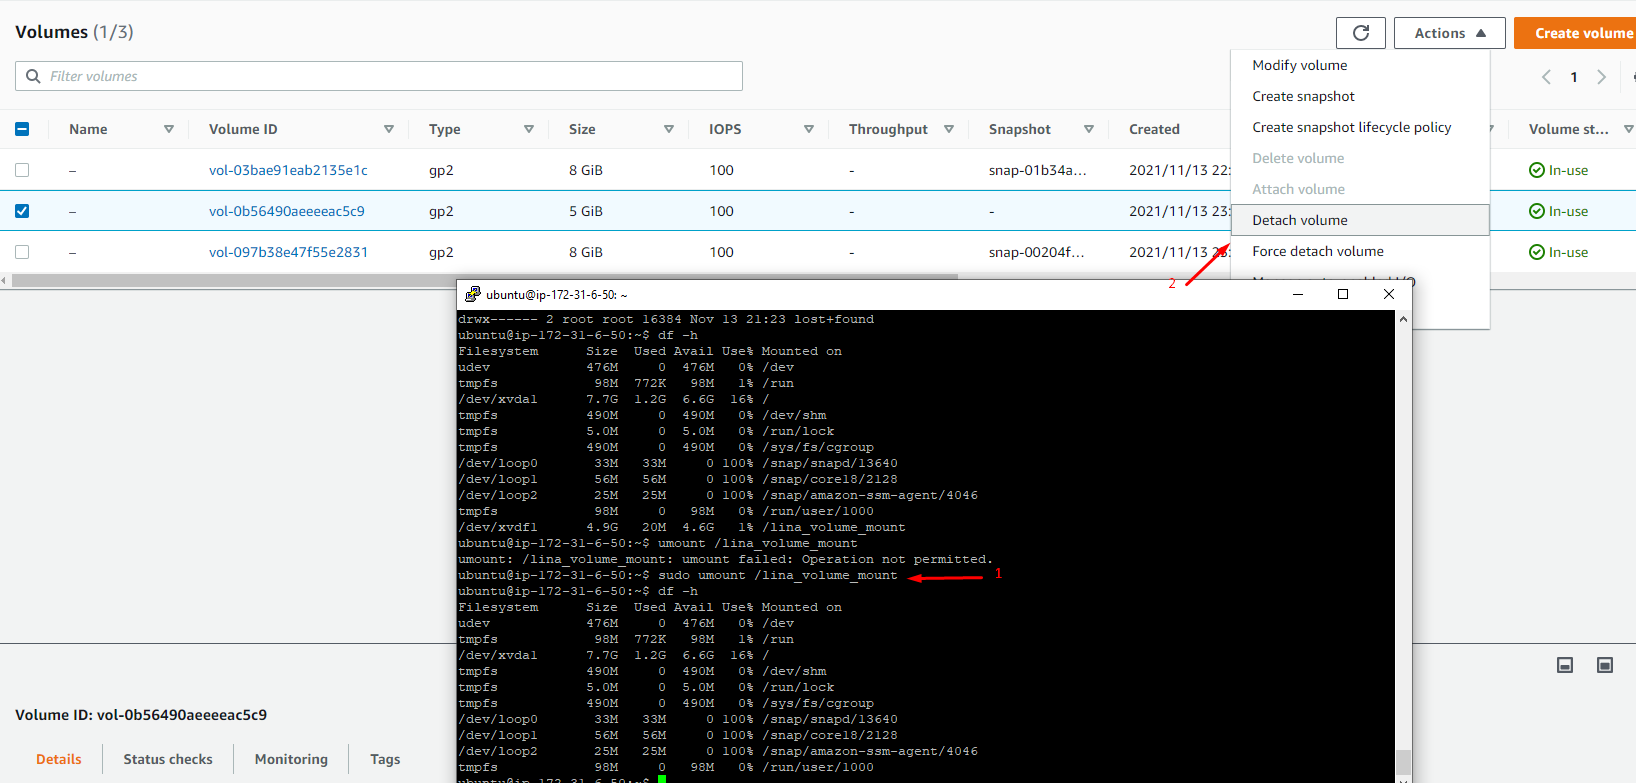 Volumes (1/3)
Actions
Create volume
Filter volumes
1
Modify volume
Create snapshot
Create snapshot lifecycle policy
Delete volume
Attach volume
Detach volume
Force detach volume
Name Volume ID Type Size IOPS Throughput Snapshot Created Volume st...
– vol-03bae91eab2135e1c gp2 8 GiB 100 - snap-01b34a... 2021/11/13 22: In-use
– vol-0b56490aeeeeac5c9 gp2 5 GiB 100 - - 2021/11/13 23: In-use
– vol-097b38e47f55e2831 gp2 8 GiB 100 - snap-00204f... 2021/11/13 In-use
2
ubuntu@ip-172-31-6-50: ~
drwx------ 2 root root 16384 Nov 13 21:23 lost+found
ubuntu@ip-172-31-6-50:~$ df -h
Filesystem Size Used Avail Use% Mounted on
udev 476M 0 476M 0% /dev
tmpfs 98M 772K 98M 1% /run
/dev/xvda1 7.7G 1.2G 6.6G 16% /
tmpfs 490M 0 490M 0% /dev/shm
tmpfs 5.0M 0 5.0M 0% /run/lock
tmpfs 490M 0 490M 0% /sys/fs/cgroup
/dev/loop0 33M 33M 0 100% /snap/snapd/13640
/dev/loop1 56M 56M 0 100% /snap/core18/2128
/dev/loop2 25M 25M 0 100% /snap/amazon-ssm-agent/4046
tmpfs 98M 0 98M 0% /run/user/1000
/dev/xvdf1 4.9G 20M 4.6G 1% /lina_volume_mount
ubuntu@ip-172-31-6-50:~$ umount /lina_volume_mount
umount: /lina_volume_mount: umount failed: Operation not permitted.
ubuntu@ip-172-31-6-50:~$ sudo umount /lina_volume_mount 1
ubuntu@ip-172-31-6-50:~$ df -h
Filesystem Size Used Avail Use% Mounted on
udev 476M 0 476M 0% /dev
tmpfs 98M 772K 98M 1% /run
/dev/xvda1 7.7G 1.2G 6.6G 16% /
tmpfs 490M 0 490M 0% /dev/shm
tmpfs 5.0M 0 5.0M 0% /run/lock
tmpfs 490M 0 490M 0% /sys/fs/cgroup
/dev/loop0 33M 33M 0 100% /snap/snapd/13640
/dev/loop1 56M 56M 0 100% /snap/core18/2128
/dev/loop2 25M 25M 0 100% /snap/amazon-ssm-agent/4046
tmpfs 98M 0 98M 0% /run/user/1000
ubuntu@ip-172-31-6-50:~$
Volume ID: vol-0b56490aeeeeac5c9
Details Status checks Monitoring Tags